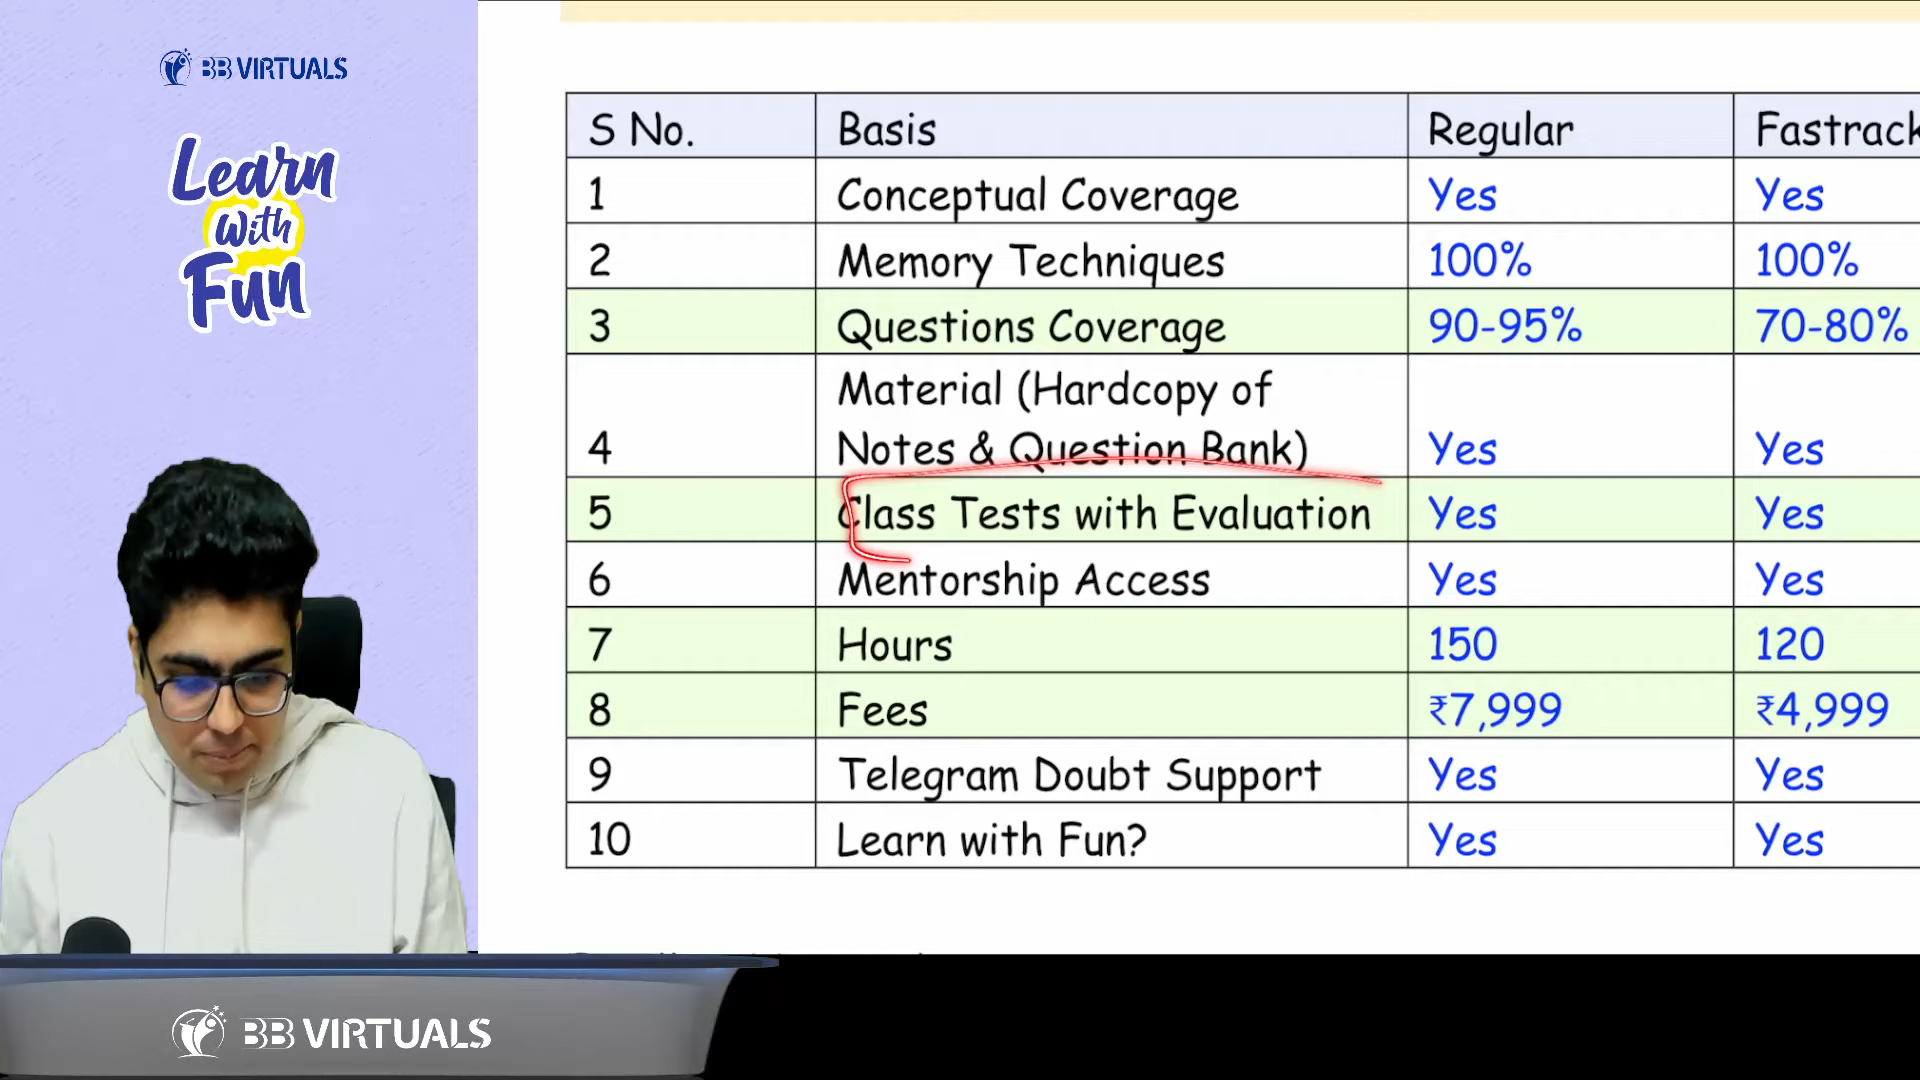 BB VIRTUALS
Learn
With
Fun
S No. Basis Regular Fastrack
1 Conceptual Coverage Yes Yes
2 Memory Techniques 100% 100%
3 Questions Coverage 90-95% 70-80%
Material (Hardcopy of
4 Notes & Question Bank) Yes Yes
5 Class Tests with Evaluation Yes Yes
6 Mentorship Access Yes Yes
7 Hours 150 120
8 Fees ₹7,999 ₹4,999
9 Telegram Doubt Support Yes Yes
10 Learn with Fun? Yes Yes
BB VIRTUALS